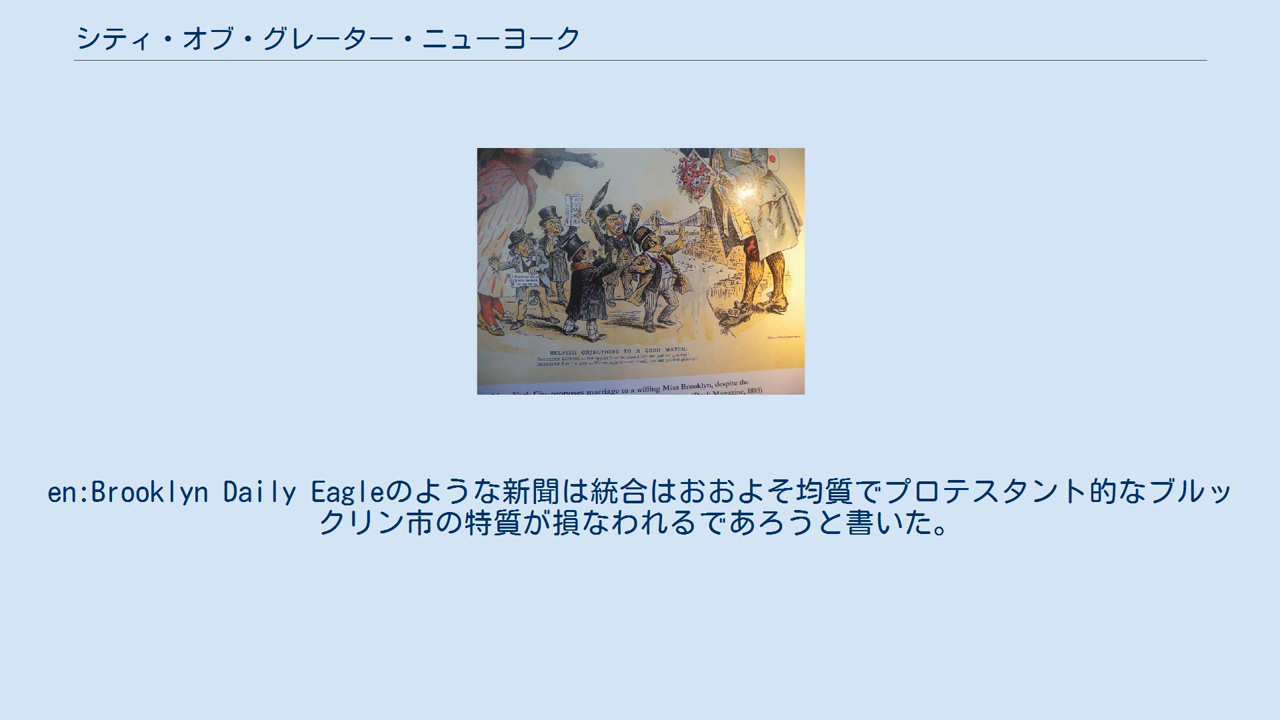 シティ・オブ・グレーター・ニューヨーク
SELFISH OBJECTIONS TO A GOOD MATCH.
City proposes marriage to a willing Miss Brooklyn, despite the
Magazine, 1893)
en:Brooklyn Daily Eagleのような新聞は統合はおおよそ均質でプロテスタント的なブルッ
クリン市の特質が損なわれるであろうと書いた。